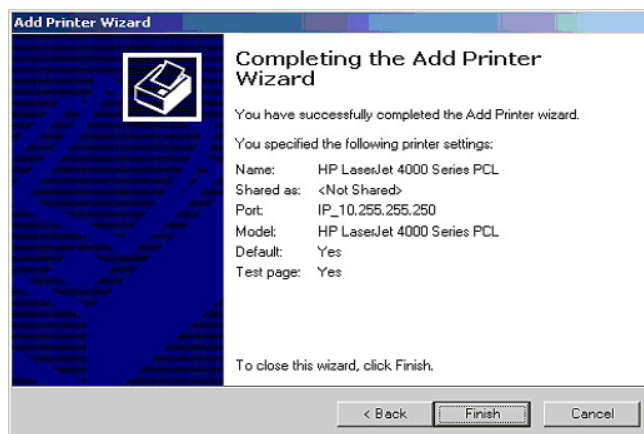 Add Printer Wizard
Completing the Add Printer
Wizard
You have successfully completed the Add Printer wizard.
You specified the following printer settings:
Name: HP LaserJet 4000 Series PCL
Shared as: <Not Shared>
Port: IP_10.255.255.250
Model: HP LaserJet 4000 Series PCL
Default: Yes
Test page: Yes
To close this wizard, click Finish.
< Back Finish Cancel